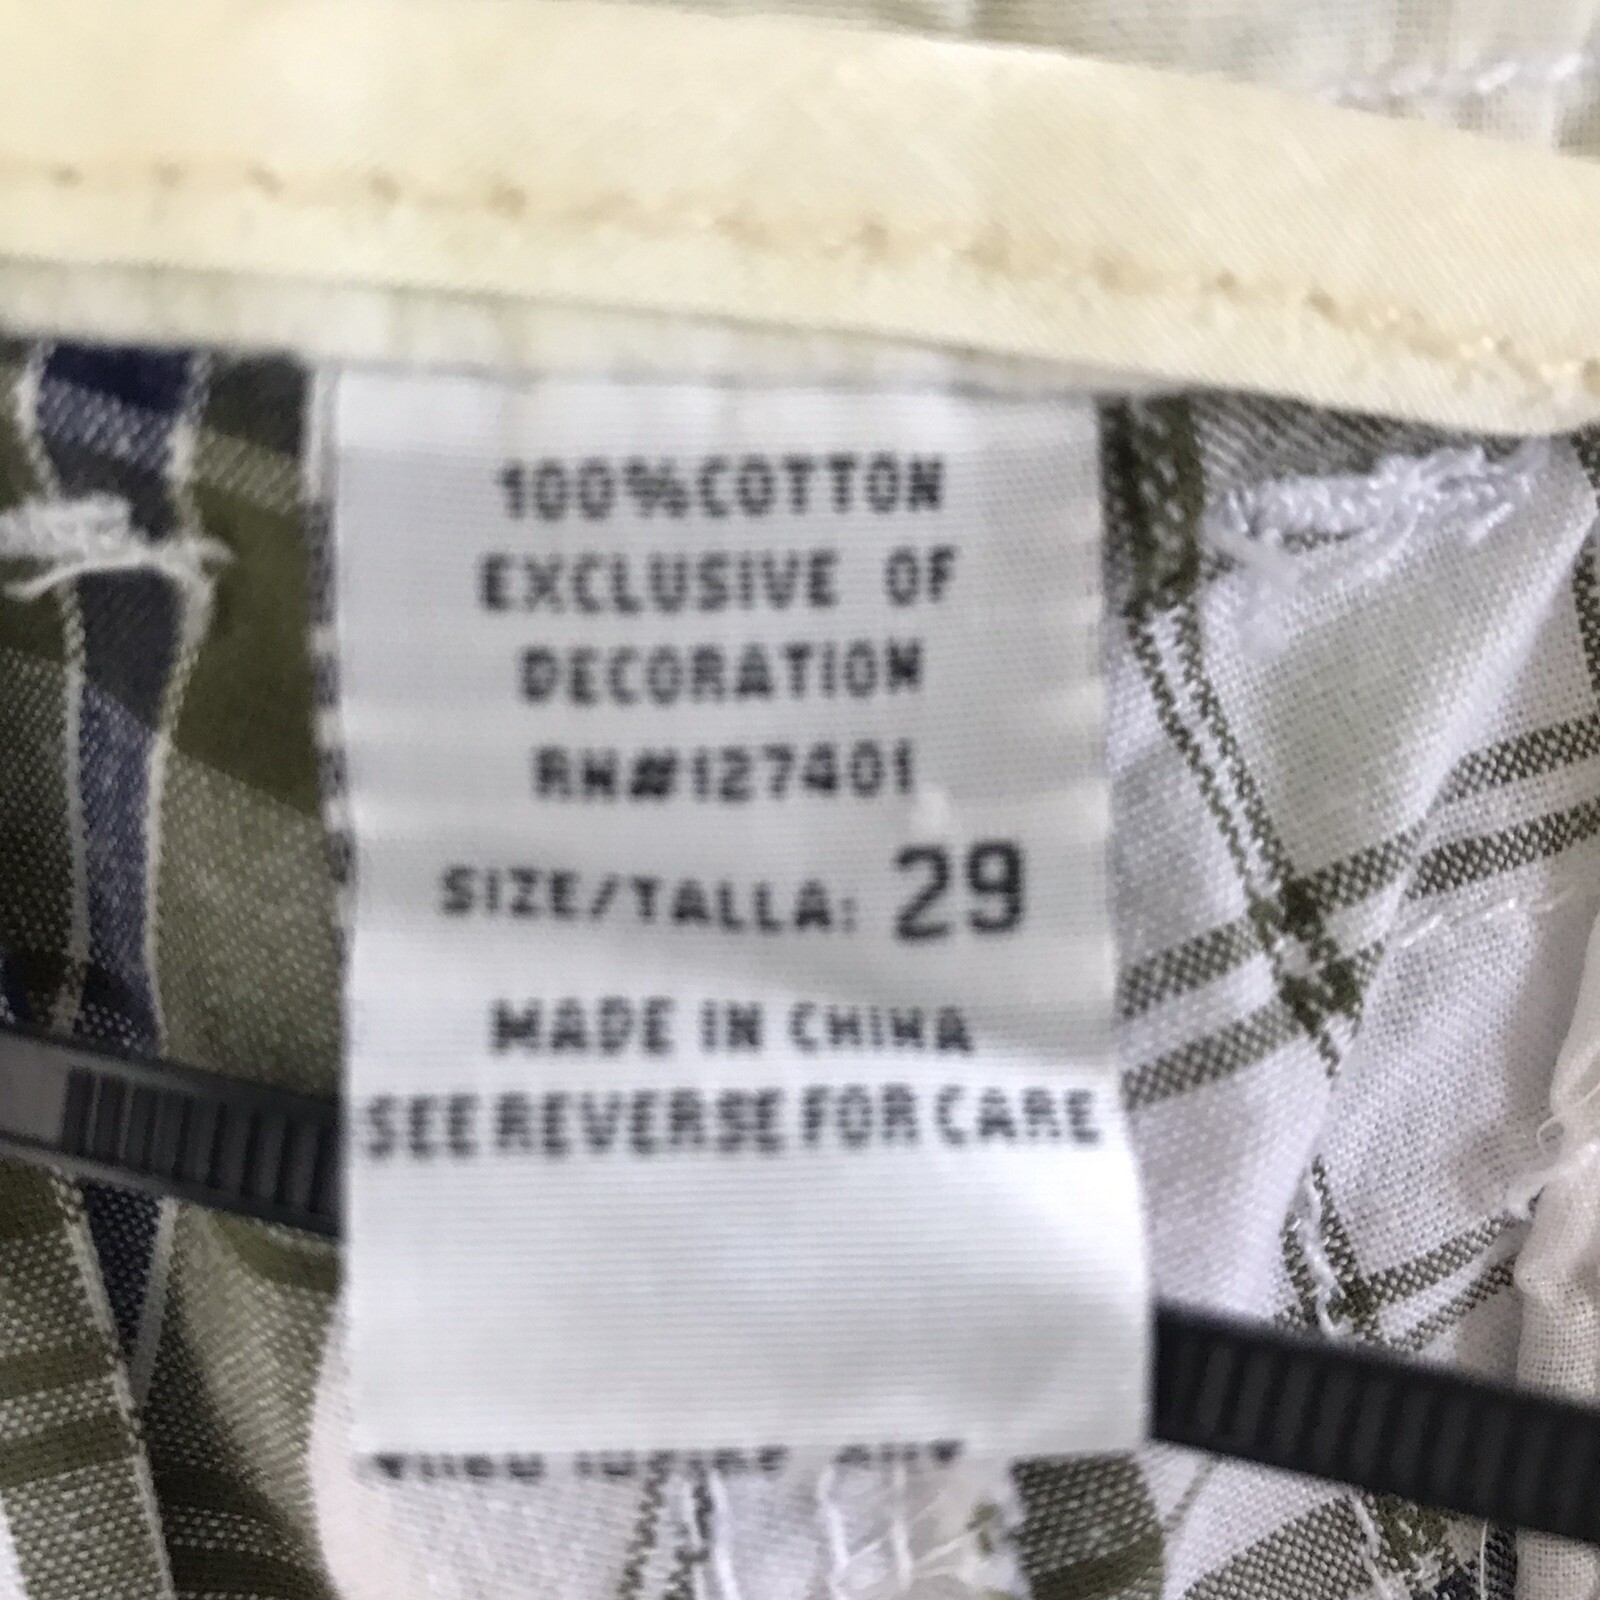 100%COTTON
EXCLUSIVE OF
DECORATION
RN#127401
SIZE/TALLA: 29
MADE IN CHINA
SEE REVERSE FOR CARE